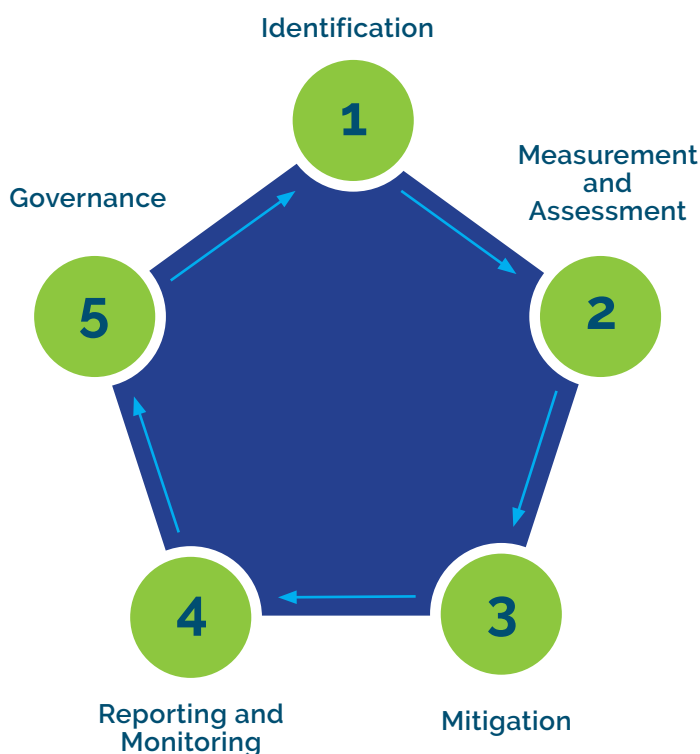 Identification
1
Measurement
and
Assessment
Governance
5
2
4
3
Reporting and
Monitoring
Mitigation